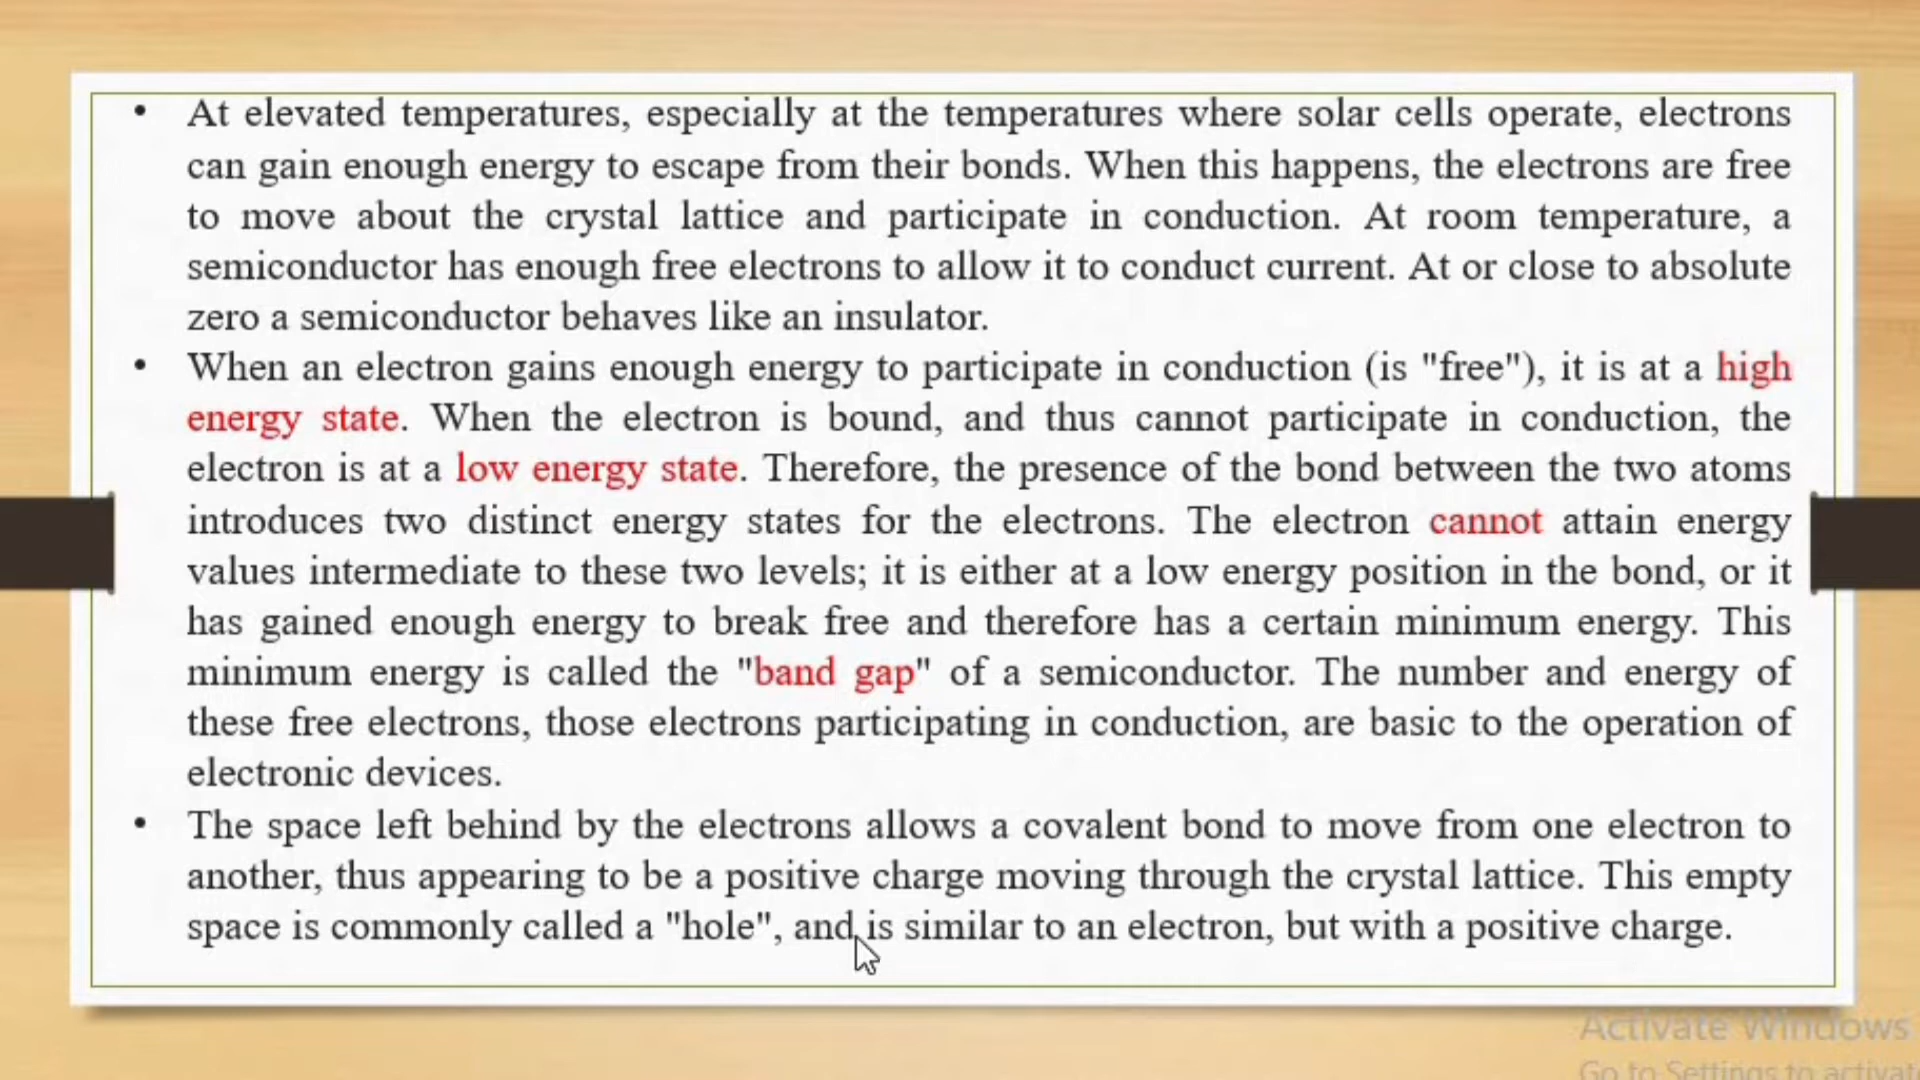 • At elevated temperatures, especially at the temperatures where solar cells operate, electrons
can gain enough energy to escape from their bonds. When this happens, the electrons are free
to move about the crystal lattice and participate in conduction. At room temperature, a
semiconductor has enough free electrons to allow it to conduct current. At or close to absolute
zero a semiconductor behaves like an insulator.
• When an electron gains enough energy to participate in conduction (is "free"), it is at a high
energy state. When the electron is bound, and thus cannot participate in conduction, the
electron is at a low energy state. Therefore, the presence of the bond between the two atoms
introduces two distinct energy states for the electrons. The electron cannot attain energy
values intermediate to these two levels; it is either at a low energy position in the bond, or it
has gained enough energy to break free and therefore has a certain minimum energy. This
minimum energy is called the "band gap" of a semiconductor. The number and energy of
these free electrons, those electrons participating in conduction, are basic to the operation of
electronic devices.
• The space left behind by the electrons allows a covalent bond to move from one electron to
another, thus appearing to be a positive charge moving through the crystal lattice. This empty
space is commonly called a "hole", and is similar to an electron, but with a positive charge.
Activate Windows
Go to Settings to activat